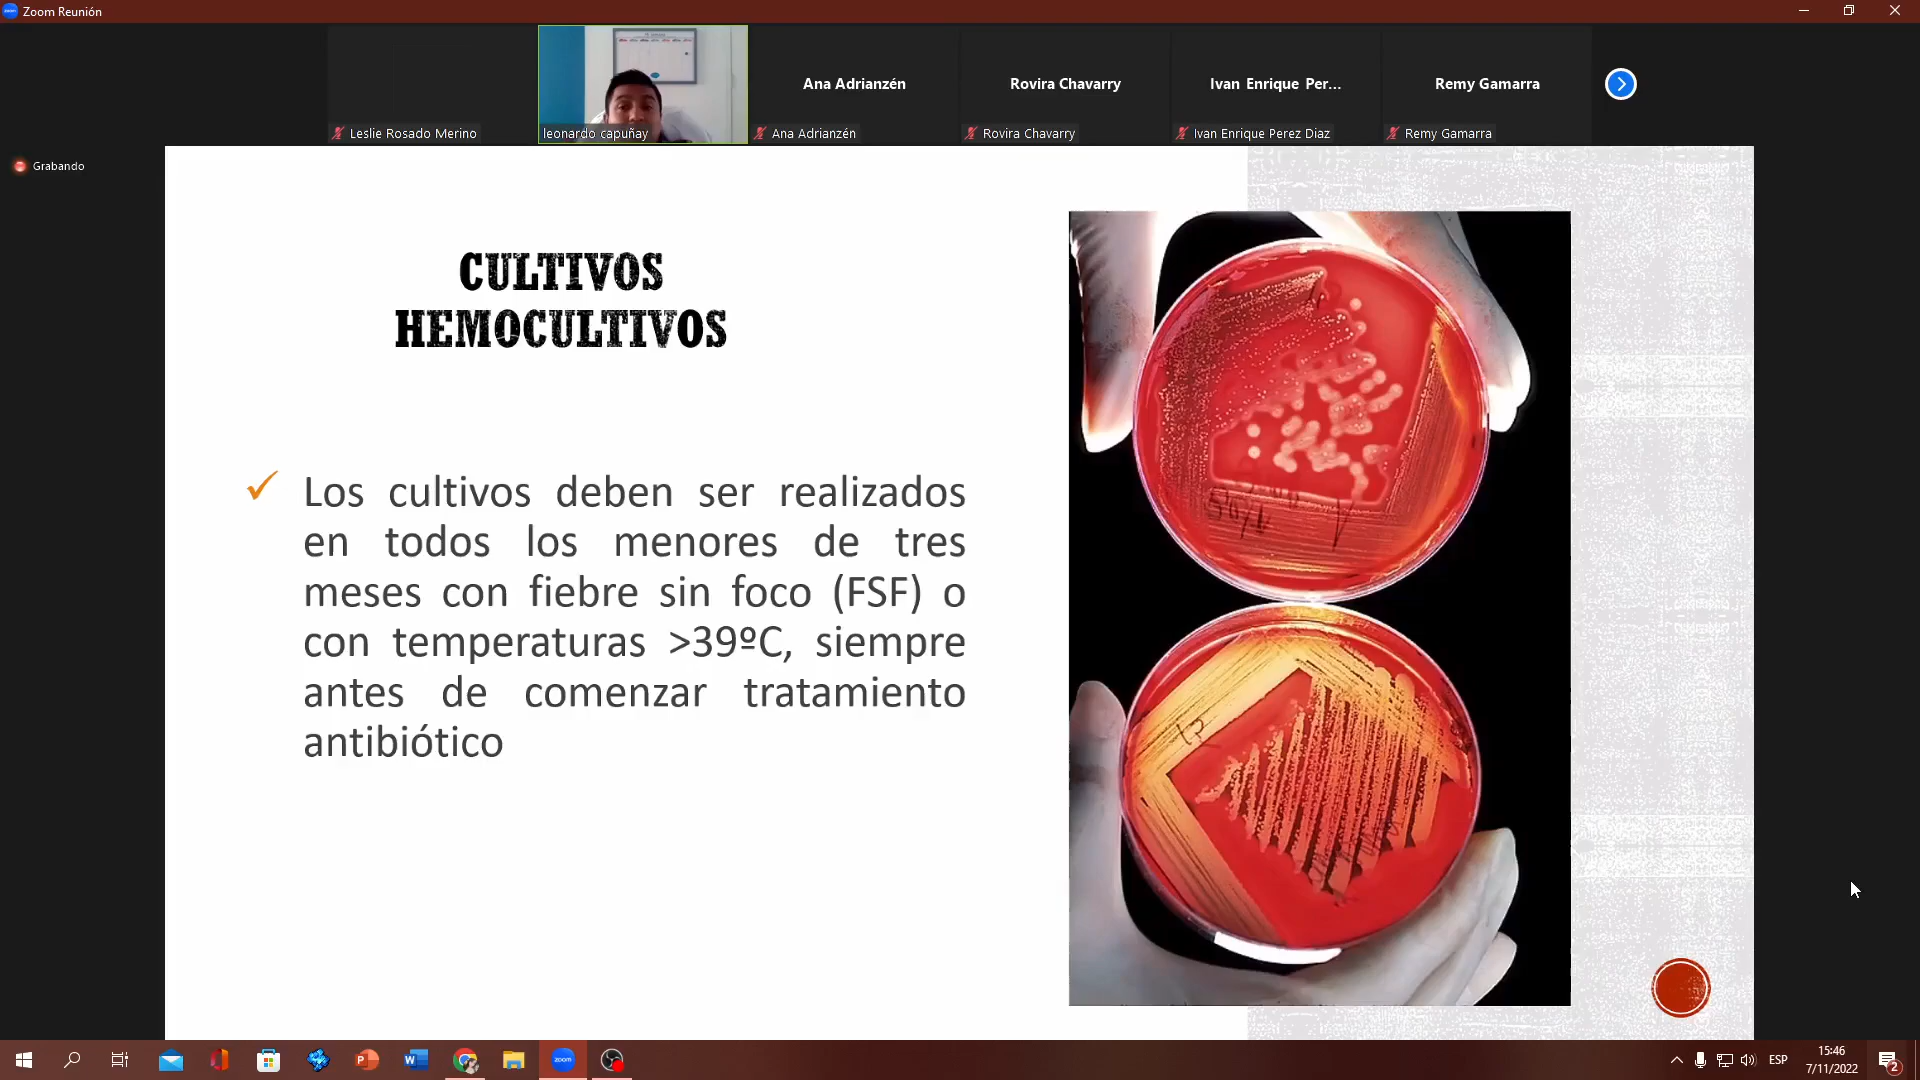 Zoom Reunión
Ana Adrianzén
Rovira Chavarry
Ivan Enrique Per...
Remy Gamarra
Leslie Rosado Merino
leonardo capuñay
Ana Adrianzén
Rovira Chavarry
Ivan Enrique Perez Diaz
Remy Gamarra
Grabando
CULTIVOS
HEMOCULTIVOS
✓ Los cultivos deben ser realizados
en todos los menores de tres
meses con fiebre sin foco (FSF) o
con temperaturas >39ºC, siempre
antes de comenzar tratamiento
antibiótico
zoom
ESP
15:46
7/11/2022
2